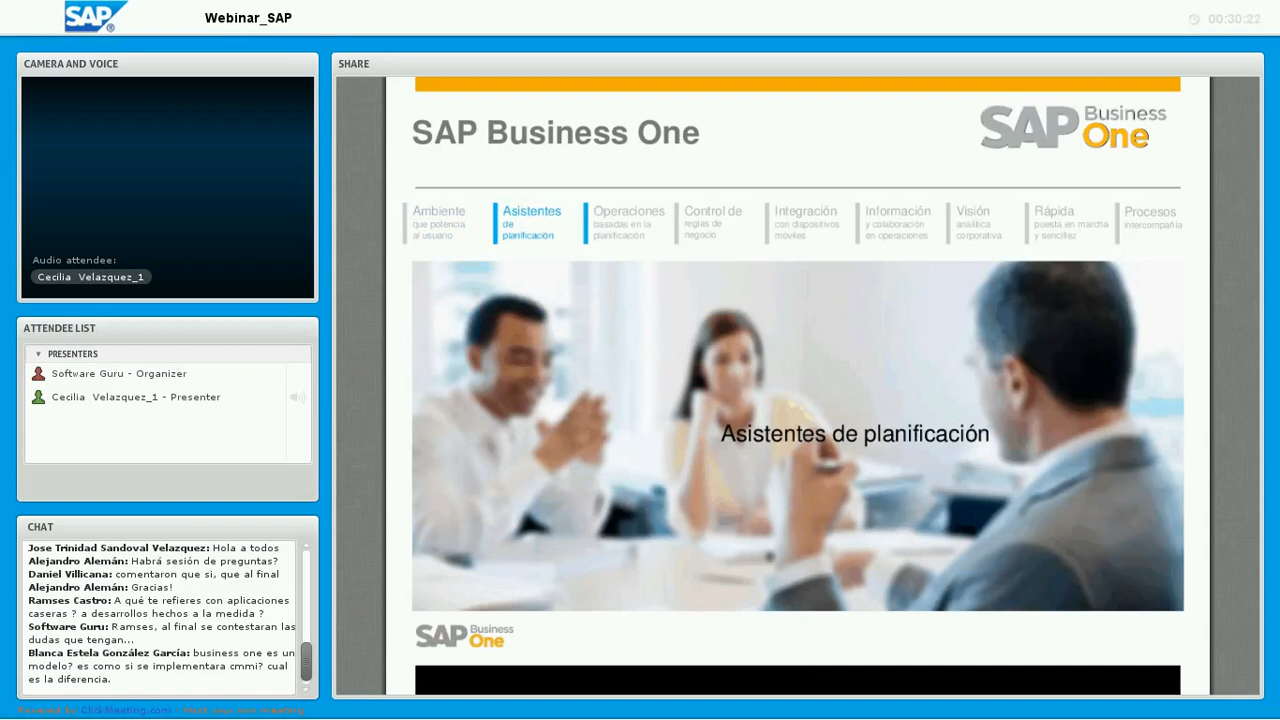 SAP
Webinar_SAP
00:30:22
CAMERA AND VOICE
Audio attendee:
Cecilia Velazquez_1
ATTENDEE LIST
PRESENTERS
Software Guru - Organizer
Cecilia Velazquez_1 - Presenter
CHAT
Jose Trinidad Sandoval Velazquez: Hola a todos
Alejandro Alemán: Habrá sesión de preguntas?
Daniel Villicana: comentaron que si, que al final
Alejandro Alemán: Gracias!
Ramses Castro: A qué te refieres con aplicaciones
caseras ? a desarrollos hechos a la medida ?
Software Guru: Ramses, al final se contestaran las
dudas que tengan...
Blanca Estela González García: business one es un
modelo? es como si se implementara cmmi? cual
es la diferencia.
Powered by ClickMeeting.com - Host your own meeting
SHARE
SAP Business One
SAP Business One
Ambiente
que potencia
al usuario
Asistentes
de
planificación
Operaciones
basadas en la
planificación
Control de
reglas de
negocio
Integración
con dispositivos
móviles
Información
y colaboración
en operaciones
Visión
analítica
corporativa
Rápida
puesta en marcha
y sencillez
Procesos
intercompañía
Asistentes de planificación
SAP Business One